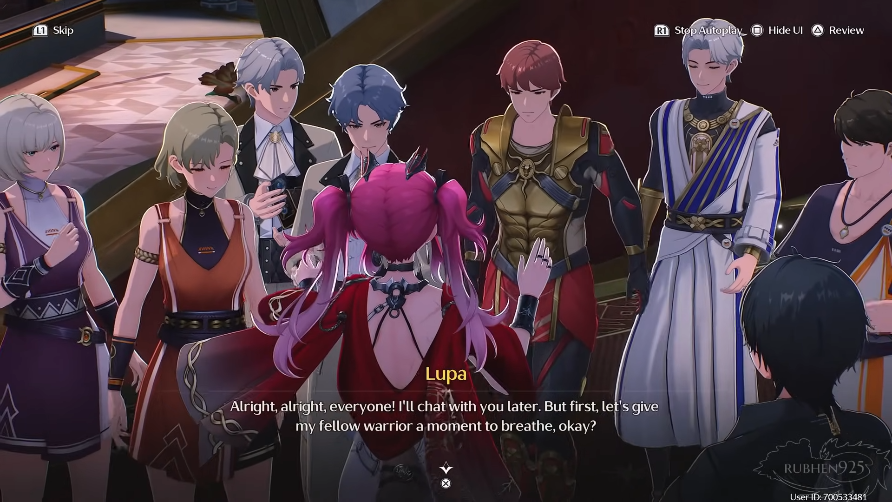 L1 Skip
R1 Stop Autoplay Hide UI Review
Lupa
Alright, alright, everyone! I'll chat with you later. But first, let's give
my fellow warrior a moment to breathe, okay?
RUBHEN925
User ID: 700533481